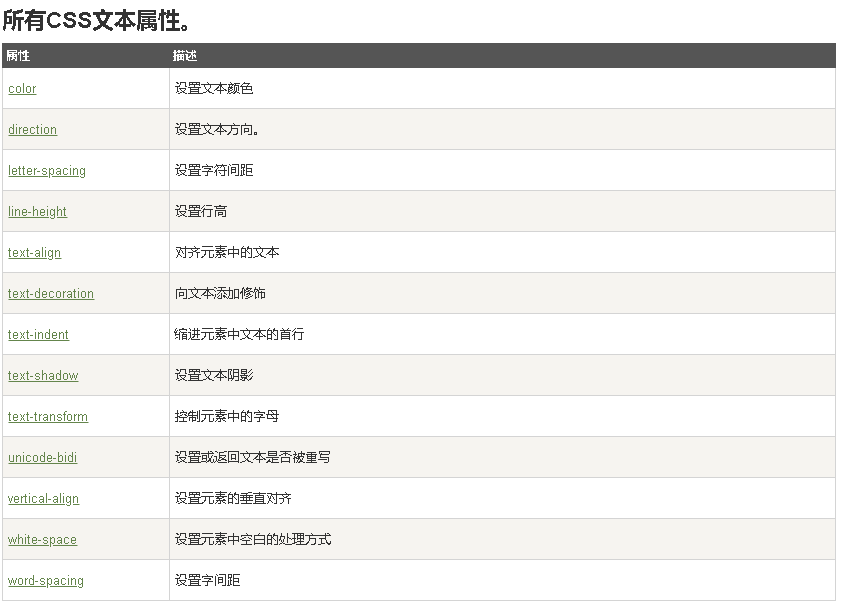 所有CSS文本属性。
属性 描述
color 设置文本颜色
direction 设置文本方向。
letter-spacing 设置字符间距
line-height 设置行高
text-align 对齐元素中的文本
text-decoration 向文本添加修饰
text-indent 缩进元素中文本的首行
text-shadow 设置文本阴影
text-transform 控制元素中的字母
unicode-bidi 设置或返回文本是否被重写
vertical-align 设置元素的垂直对齐
white-space 设置元素中空白的处理方式
word-spacing 设置字间距